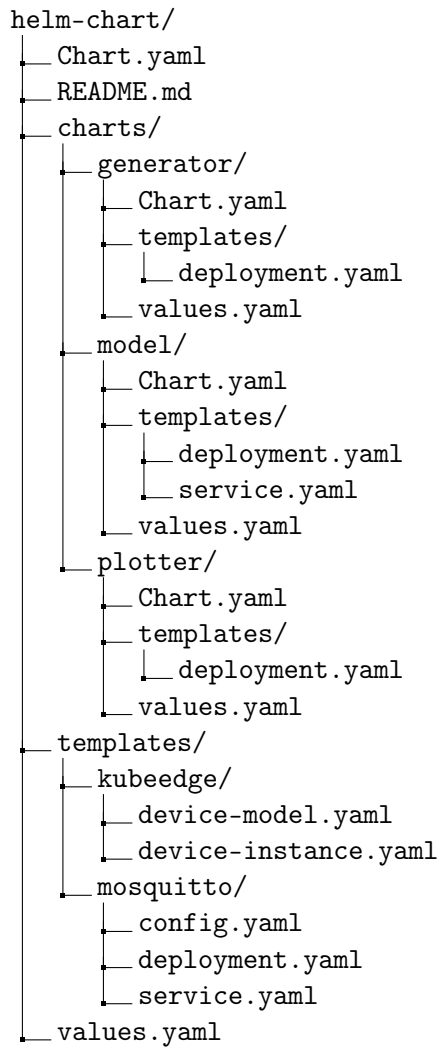 helm-chart/
Chart.yaml
README.md
charts/
generator/
Chart.yaml
templates/
deployment.yaml
values.yaml
model/
Chart.yaml
templates/
deployment.yaml
service.yaml
values.yaml
plotter/
Chart.yaml
templates/
deployment.yaml
values.yaml
templates/
kubeedge/
device-model.yaml
device-instance.yaml
mosquitto/
config.yaml
deployment.yaml
service.yaml
values.yaml